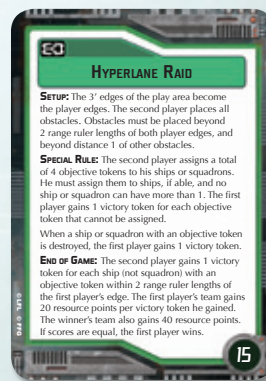 HYPERLANE RAID
SETUP: The 3' edges of the play area become
the player edges. The second player places all
obstacles. Obstacles must be placed beyond
2 range ruler lengths of both player edges, and
beyond distance 1 of other obstacles.
SPECIAL RULE: The second player assigns a total
of 4 objective tokens to his ships or squadrons.
He must assign them to ships, if able, and no
ship or squadron can have more than 1. The first
player gains 1 victory token for each objective
token that cannot be assigned.
When a ship or squadron with an objective token
is destroyed, the first player gains 1 victory token.
END OF GAME: The second player gains 1 victory
token for each ship (not squadron) with an
objective token within 2 range ruler lengths of
the first player's edge. The first player's team gains
20 resource points per victory token he gained.
The winner's team also gains 40 resource points.
If scores are equal, the first player wins.
©LFL ©FFG
15